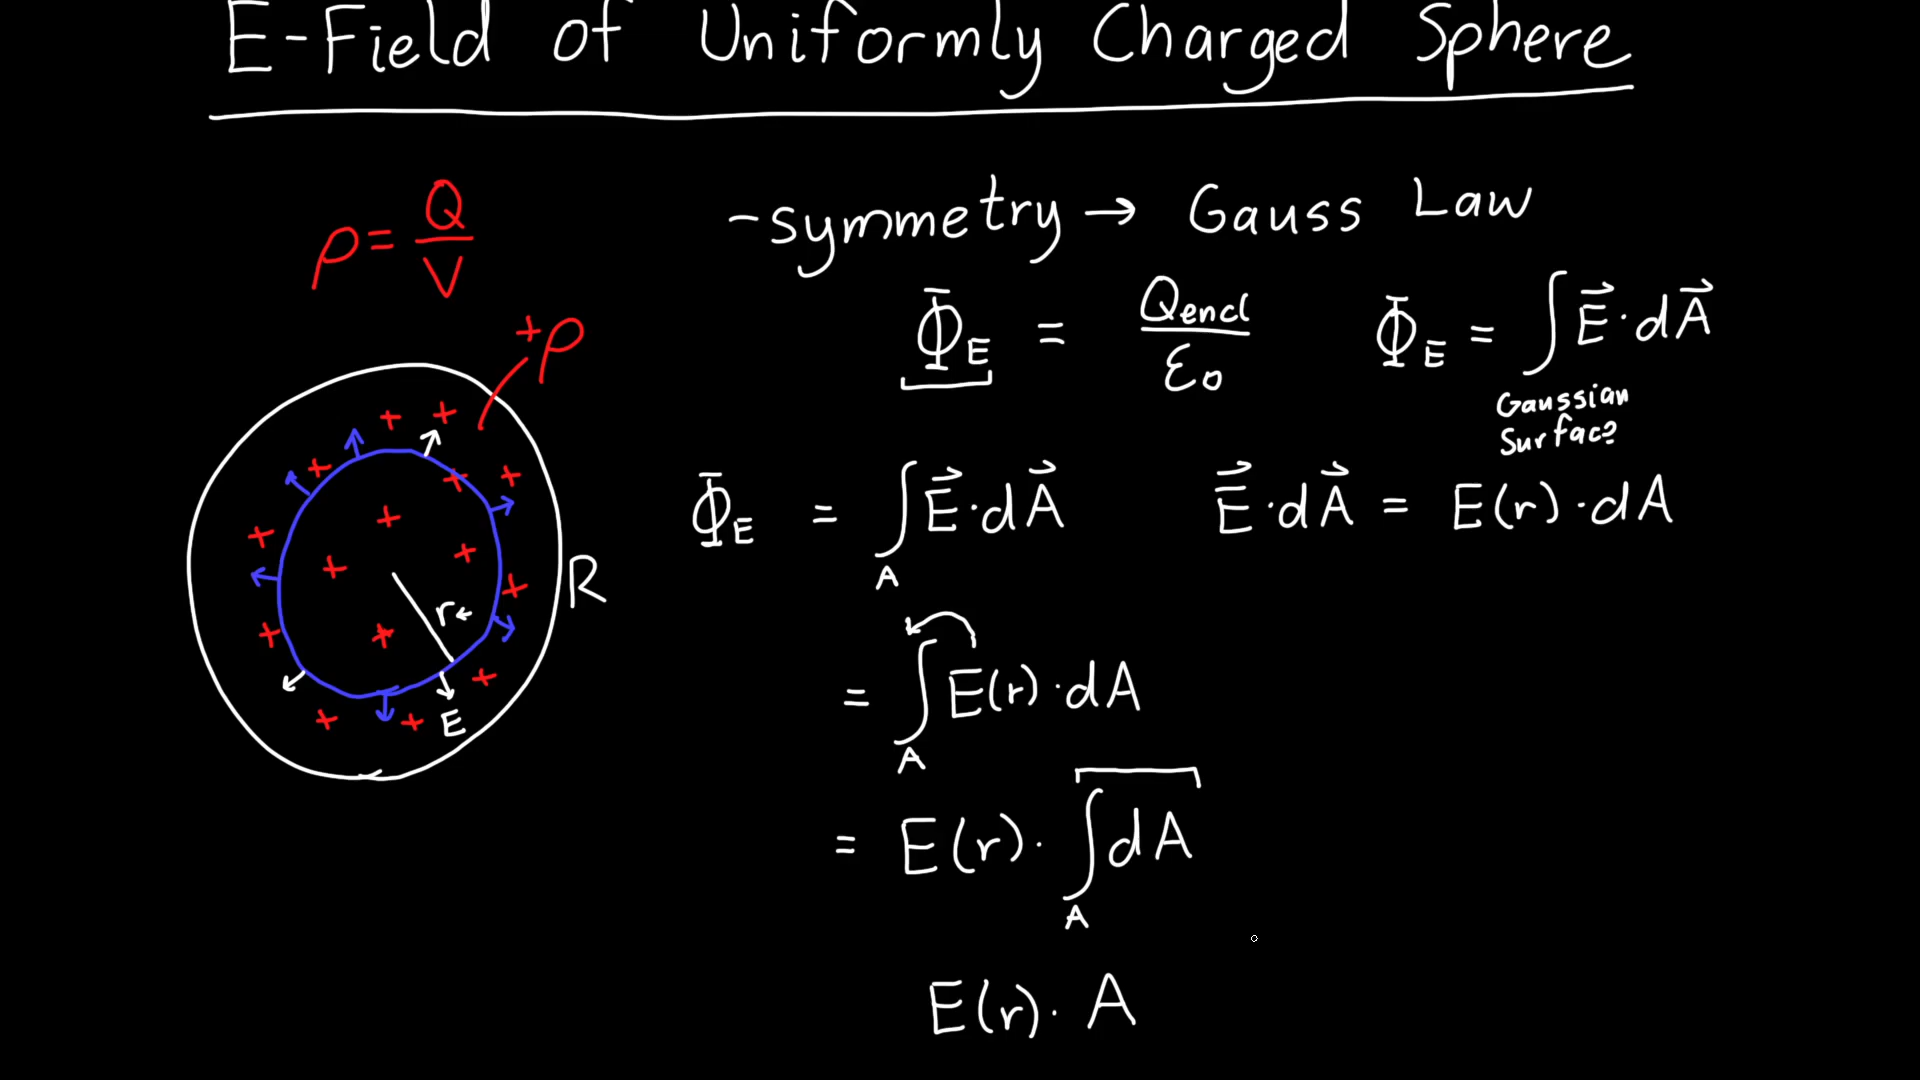 E-Field of Uniformly Charged Sphere
ρ = Q/V
-symmetry → Gauss Law
Φ_E = Qencl/ε₀
Φ_E = ∫ E⃗·dA⃗
Gaussian
Surface
+ρ
Φ_E = ∫_A E⃗·dA⃗
E⃗·dA⃗ = E(r)·dA
R
r
E
= ∫_A E(r)·dA
= E(r)·∫_A dA
E(r)·A